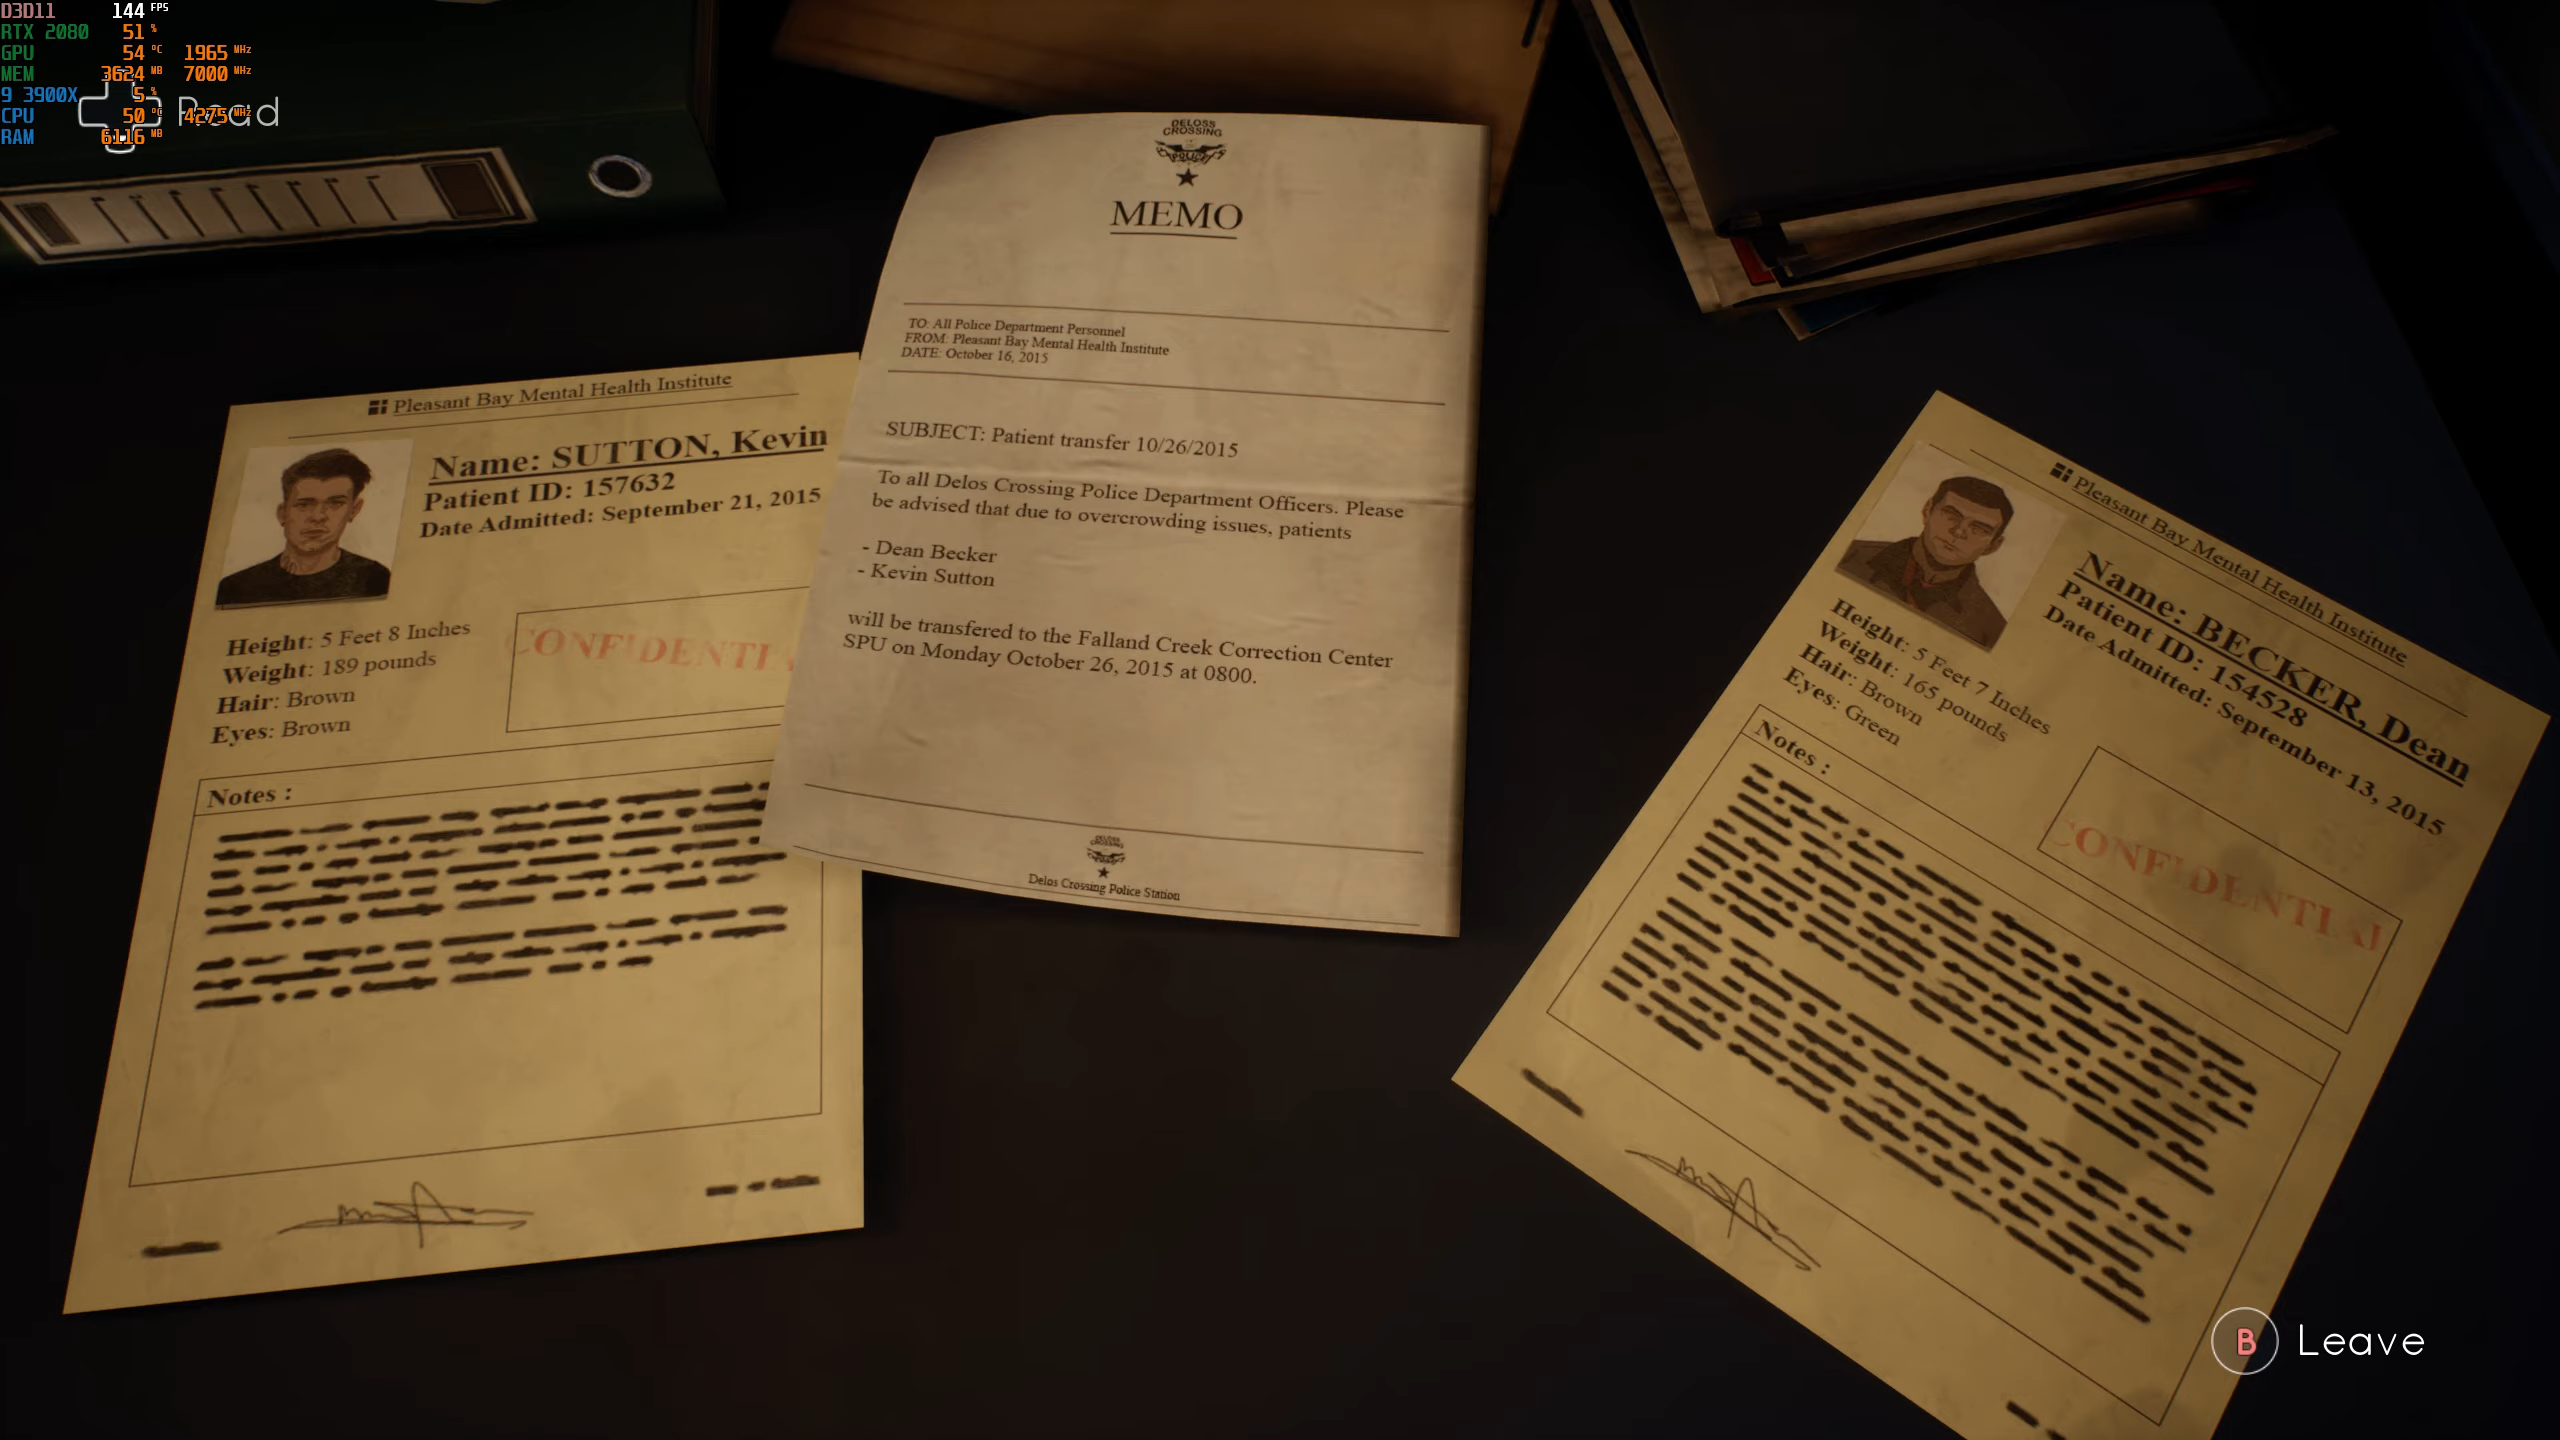 D3D11 144 FPS
RTX 2080 51 %
GPU 54 °C 1965 MHz
MEM 3624 MB 7000 MHz
9 3900X 5 %
CPU 50 °C 4275 MHz
RAM 6116 MB
Read
Pleasant Bay Mental Health Institute
Name: SUTTON, Kevin
Patient ID: 157632
Date Admitted: September 21, 2015
Height: 5 Feet 8 Inches
Weight: 189 pounds
Hair: Brown
Eyes: Brown
CONFIDENTIA
Notes :
DELOSS
CROSSING
POLICE
MEMO
TO: All Police Department Personnel
FROM: Pleasant Bay Mental Health Institute
DATE: October 16, 2015
SUBJECT: Patient transfer 10/26/2015
To all Delos Crossing Police Department Officers. Please
be advised that due to overcrowding issues, patients
- Dean Becker
- Kevin Sutton
will be transfered to the Falland Creek Correction Center
SPU on Monday October 26, 2015 at 0800.
DELOSS
CROSSING
Delos Crossing Police Station
Pleasant Bay Mental Health Institute
Name: BECKER, Dean
Patient ID: 154528
Date Admitted: September 13, 2015
Height: 5 Feet 7 Inches
Weight: 165 pounds
Hair: Brown
Eyes: Green
CONFIDENTIAL
Notes :
B Leave